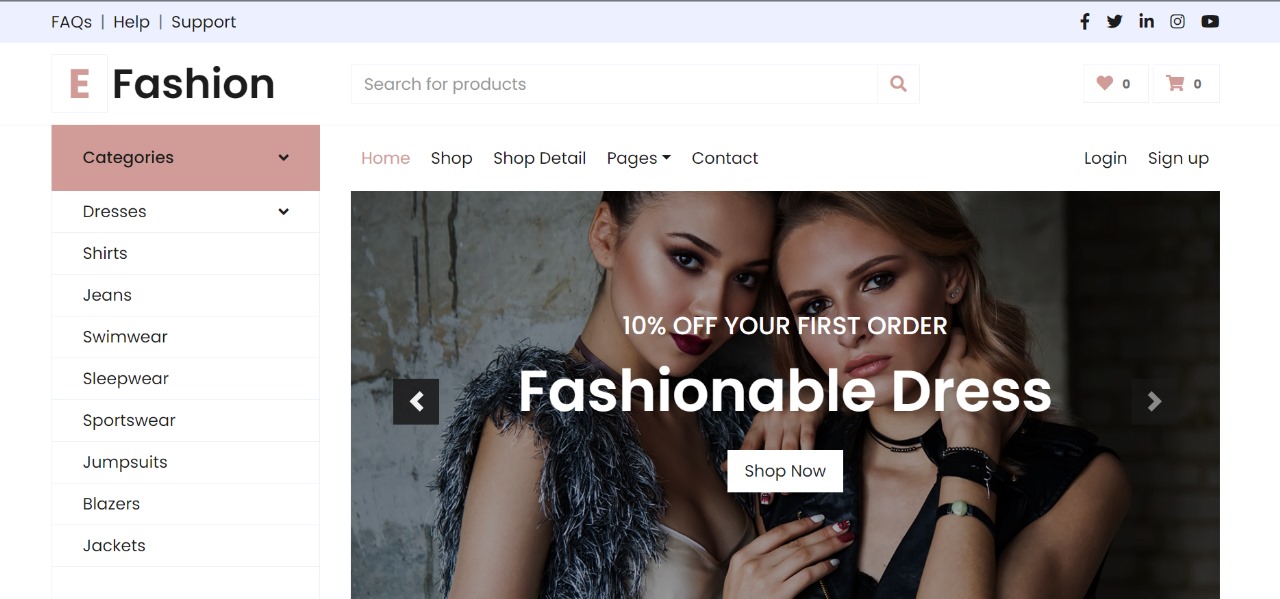 FAQs | Help | Support
E Fashion
Search for products
0
0
Categories
Home Shop Shop Detail Pages Contact
Login Sign up
Dresses
Shirts
Jeans
Swimwear
Sleepwear
Sportswear
Jumpsuits
Blazers
Jackets
10% OFF YOUR FIRST ORDER
Fashionable Dress
Shop Now